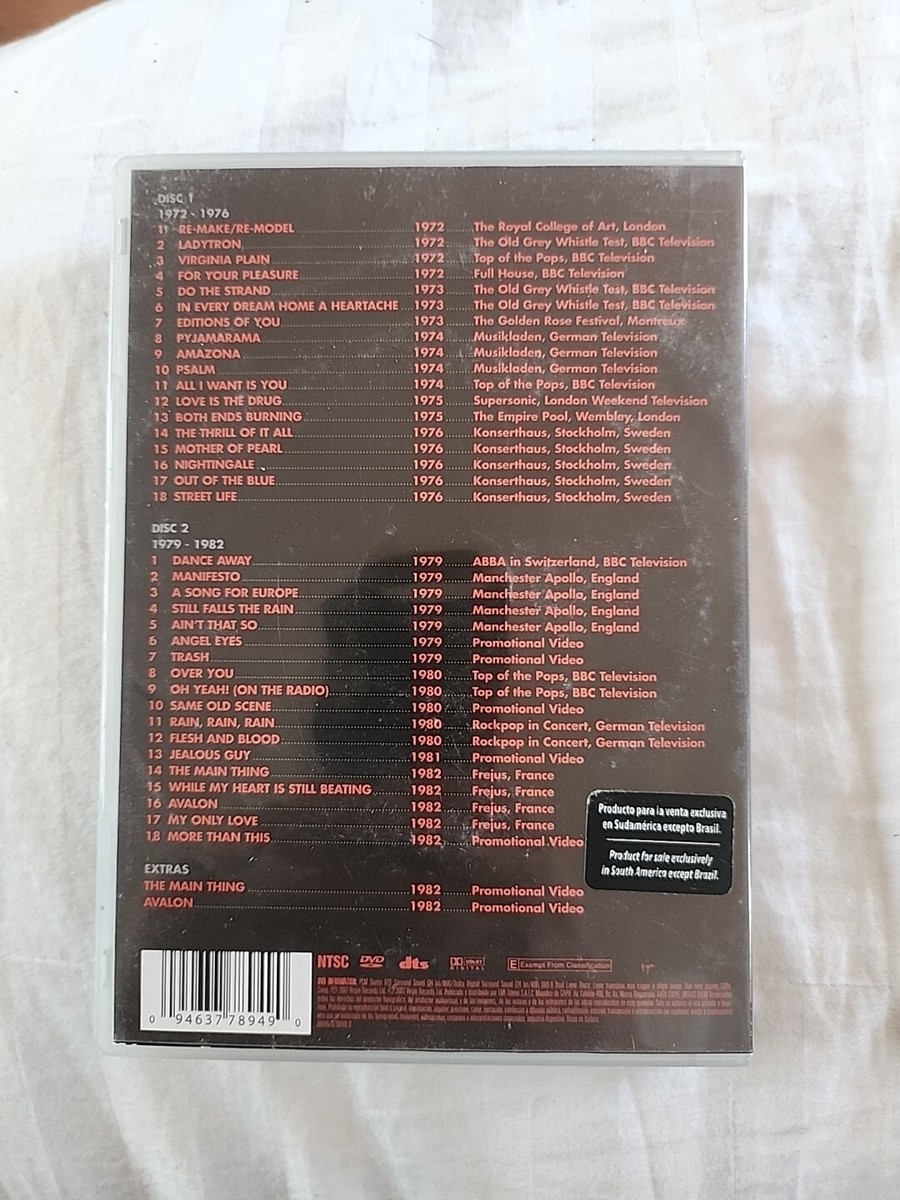 DISC 1
1972 - 1976
1 RE-MAKE/RE-MODEL 1972 The Royal College of Art, London
2 LADYTRON 1972 The Old Grey Whistle Test, BBC Television
3 VIRGINIA PLAIN 1972 Top of the Pops, BBC Television
4 FOR YOUR PLEASURE 1972 Full House, BBC Television
5 DO THE STRAND 1973 The Old Grey Whistle Test, BBC Television
6 IN EVERY DREAM HOME A HEARTACHE 1973 The Old Grey Whistle Test, BBC Television
7 EDITIONS OF YOU 1973 The Golden Rose Festival, Montreux
8 PYJAMARAMA 1974 Musikladen, German Television
9 AMAZONA 1974 Musikladen, German Television
10 PSALM 1974 Musikladen, German Television
11 ALL I WANT IS YOU 1974 Top of the Pops, BBC Television
12 LOVE IS THE DRUG 1975 Supersonic, London Weekend Television
13 BOTH ENDS BURNING 1975 The Empire Pool, Wembley, London
14 THE THRILL OF IT ALL 1976 Konserthaus, Stockholm, Sweden
15 MOTHER OF PEARL 1976 Konserthaus, Stockholm, Sweden
16 NIGHTINGALE 1976 Konserthaus, Stockholm, Sweden
17 OUT OF THE BLUE 1976 Konserthaus, Stockholm, Sweden
18 STREET LIFE 1976 Konserthaus, Stockholm, Sweden
DISC 2
1979 - 1982
1 DANCE AWAY 1979 ABBA in Switzerland, BBC Television
2 MANIFESTO 1979 Manchester Apollo, England
3 A SONG FOR EUROPE 1979 Manchester Apollo, England
4 STILL FALLS THE RAIN 1979 Manchester Apollo, England
5 AIN'T THAT SO 1979 Manchester Apollo, England
6 ANGEL EYES 1979 Promotional Video
7 TRASH 1979 Promotional Video
8 OVER YOU 1980 Top of the Pops, BBC Television
9 OH YEAH! (ON THE RADIO) 1980 Top of the Pops, BBC Television
10 SAME OLD SCENE 1980 Promotional Video
11 RAIN, RAIN, RAIN 1980 Rockpop in Concert, German Television
12 FLESH AND BLOOD 1980 Rockpop in Concert, German Television
13 JEALOUS GUY 1981 Promotional Video
14 THE MAIN THING 1982 Frejus, France
15 WHILE MY HEART IS STILL BEATING 1982 Frejus, France
16 AVALON 1982 Frejus, France
17 MY ONLY LOVE 1982 Frejus, France
18 MORE THAN THIS 1982 Promotional Video
Producto para la venta exclusiva
en Sudamérica excepto Brasil.
Product for sale exclusively
in South America except Brazil.
EXTRAS
THE MAIN THING 1982 Promotional Video
AVALON 1982 Promotional Video
NTSC DVD dts DOLBY DIGITAL E Exempt From Classification Virgin
DVD INFORMATION:
0 94637 78949 0